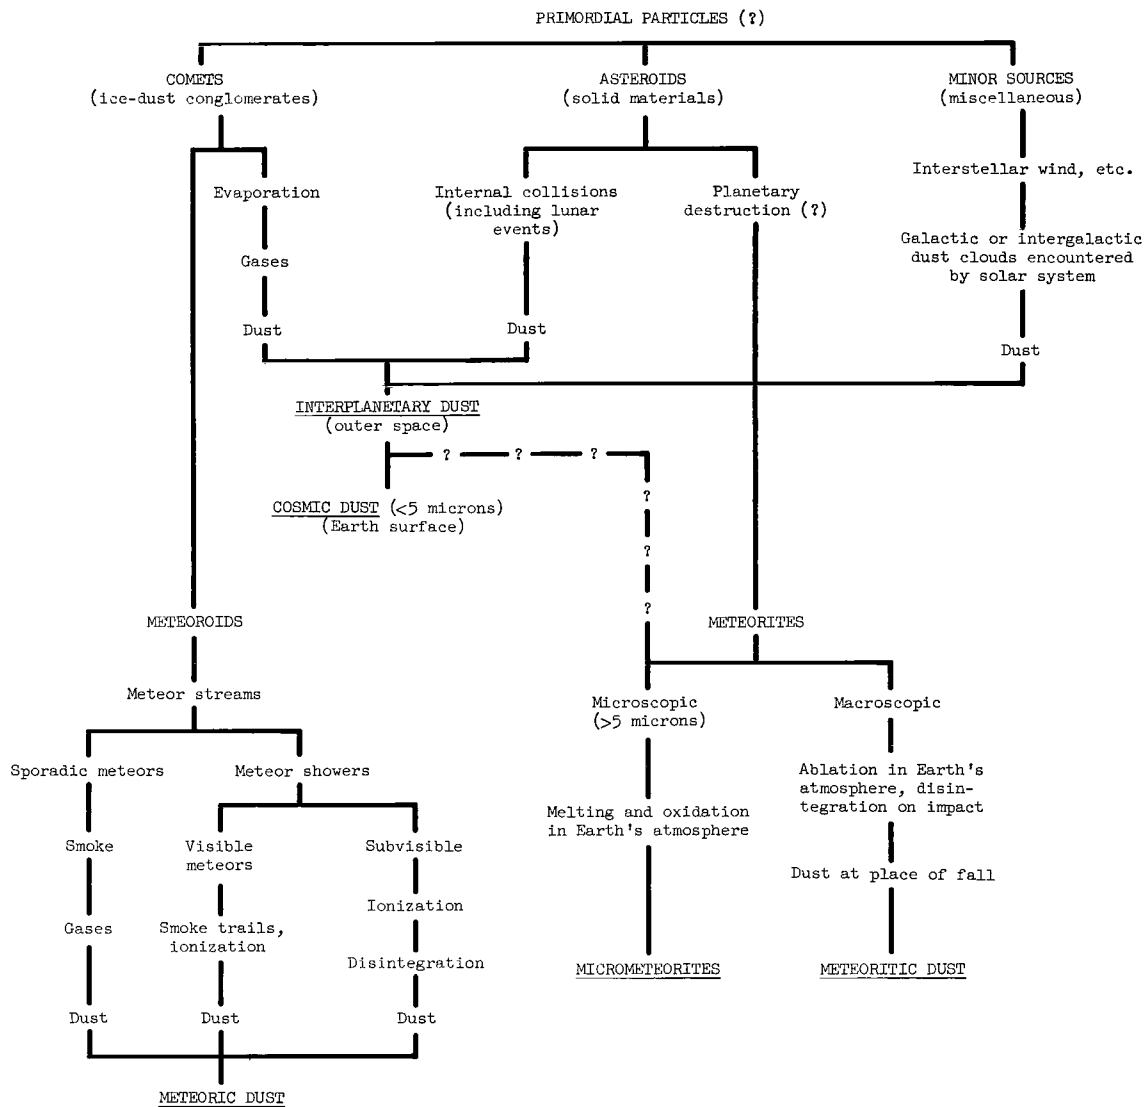 PRIMORDIAL PARTICLES (?)
COMETS
(ice-dust conglomerates)
ASTEROIDS
(solid materials)
MINOR SOURCES
(miscellaneous)
Evaporation
Gases
Dust
Internal collisions
(including lunar
events)
Dust
Planetary
destruction (?)
Interstellar wind, etc.
Galactic or intergalactic
dust clouds encountered
by solar system
Dust
INTERPLANETARY DUST
(outer space)
? ? ?
?
?
?
COSMIC DUST (<5 microns)
(Earth surface)
METEOROIDS
Meteor streams
Sporadic meteors
Smoke
Gases
Dust
Meteor showers
Visible
meteors
Smoke trails,
ionization
Dust
Subvisible
Ionization
Disintegration
Dust
METEORIC DUST
METEORITES
Microscopic
(>5 microns)
Melting and oxidation
in Earth's atmosphere
MICROMETEORITES
Macroscopic
Ablation in Earth's
atmosphere, disin-
tegration on impact
Dust at place of fall
METEORITIC DUST